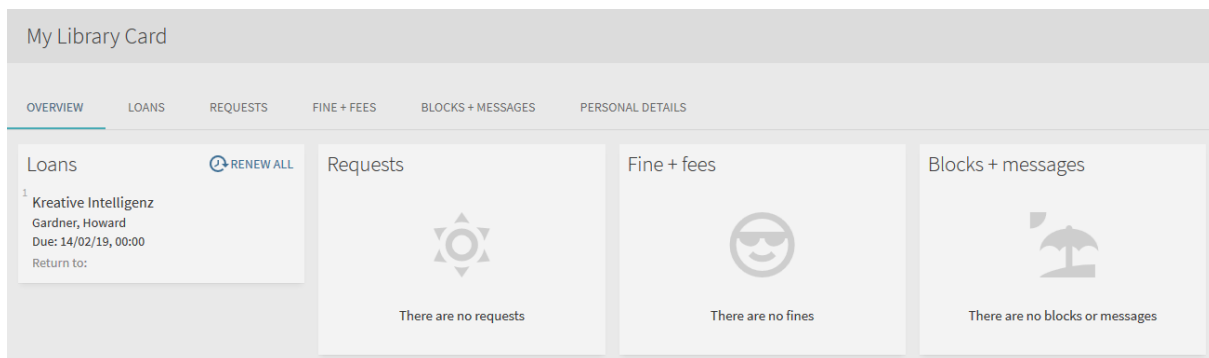 My Library Card
OVERVIEW LOANS REQUESTS FINE + FEES BLOCKS + MESSAGES PERSONAL DETAILS
Loans RENEW ALL
1
Kreative Intelligenz
Gardner, Howard
Due: 14/02/19, 00:00
Return to:
Requests
There are no requests
Fine + fees
There are no fines
Blocks + messages
There are no blocks or messages